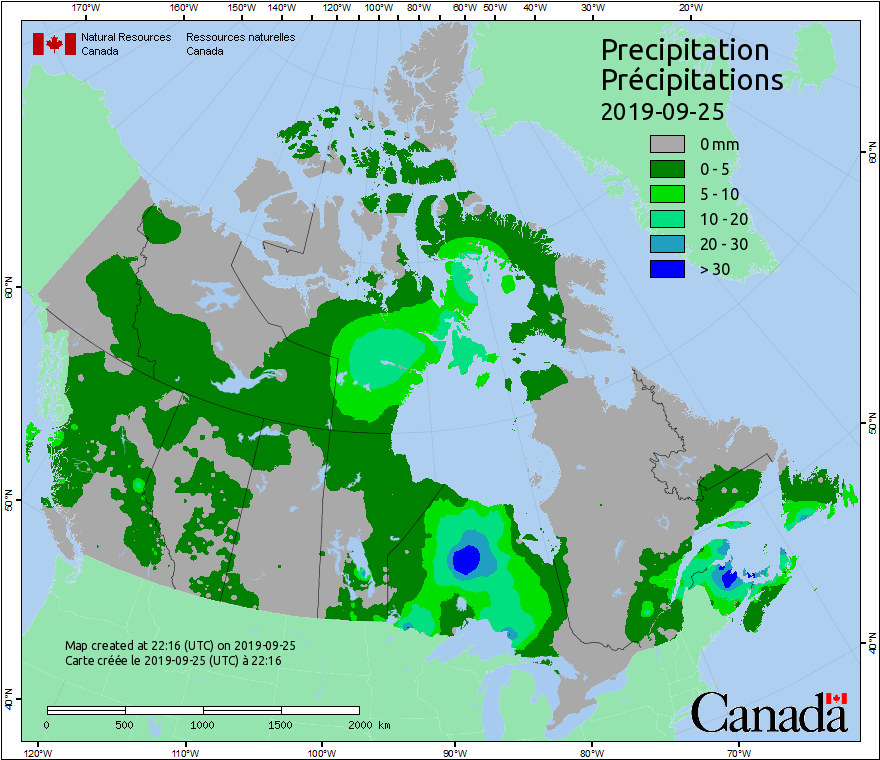 170°W 160°W 150°W 140°W 130°W 120°W 110°W 100°W 90°W 80°W 70°W 60°W 50°W 40°W 30°W 20°W
Natural Resources Ressources naturelles
Canada Canada
Precipitation
Précipitations
2019-09-25
0 mm
0 - 5
5 - 10
10 - 20
20 - 30
> 30
60°N
60°N
50°N
50°N
40°N
40°N
Map created at 22:16 (UTC) on 2019-09-25
Carte créée le 2019-09-25 (UTC) à 22:16
0 500 1000 1500 2000 km
Canada
120°W 110°W 100°W 90°W 80°W 70°W